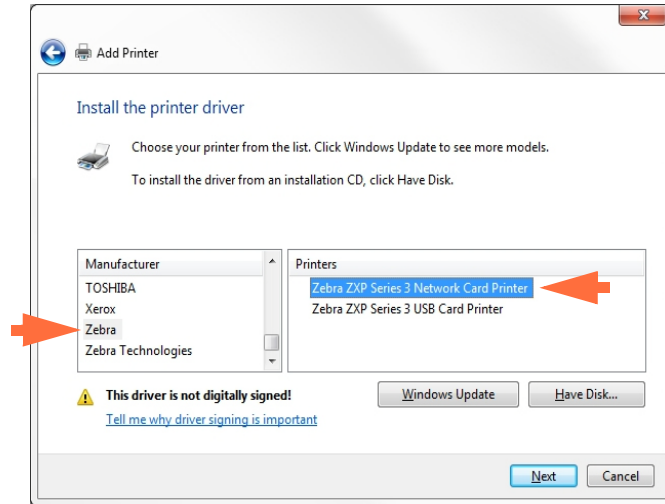 Add Printer
Install the printer driver
Choose your printer from the list. Click Windows Update to see more models.
To install the driver from an installation CD, click Have Disk.
Manufacturer
TOSHIBA
Xerox
Zebra
Zebra Technologies
Printers
Zebra ZXP Series 3 Network Card Printer
Zebra ZXP Series 3 USB Card Printer
This driver is not digitally signed!
Tell me why driver signing is important
Windows Update
Have Disk...
Next
Cancel